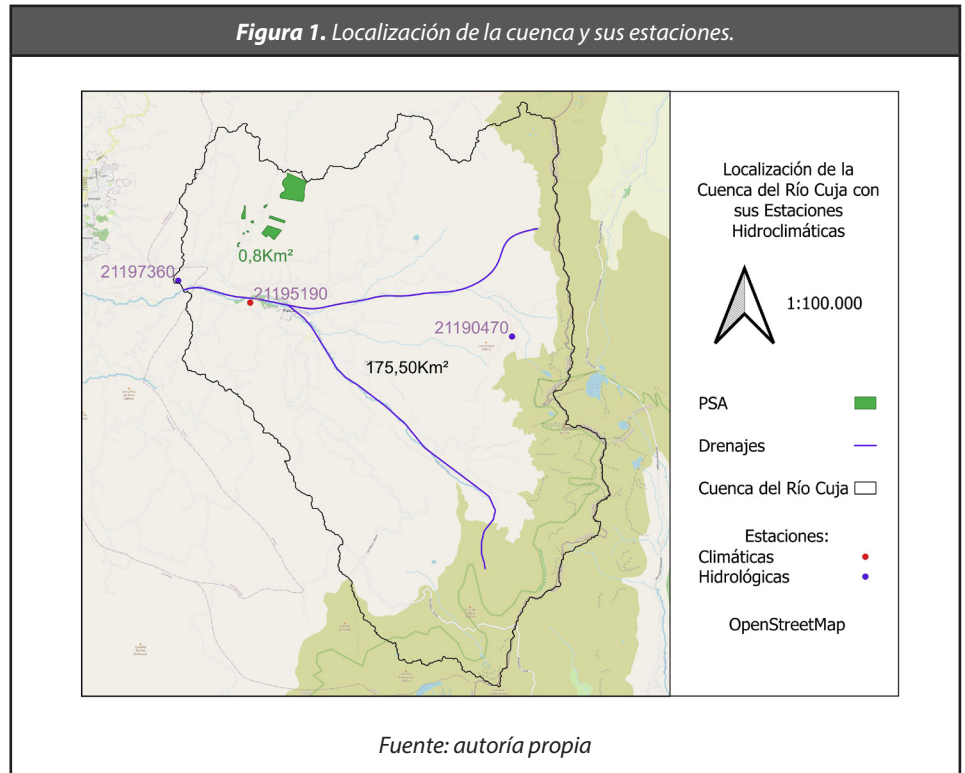 Figura 1. Localización de la cuenca y sus estaciones.
0,8Km²
21197360
21195190
21190470
175,50Km²
Localización de la
Cuenca del Río Cuja con
sus Estaciones
Hidroclimáticas
1:100.000
PSA
Drenajes
Cuenca del Río Cuja
Estaciones:
Climáticas
Hidrológicas
OpenStreetMap
Fuente: autoría propia